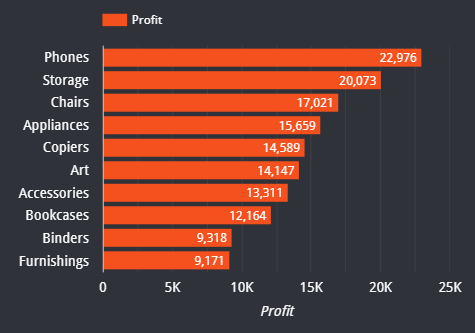 Profit
Phones 22,976
Storage 20,073
Chairs 17,021
Appliances 15,659
Copiers 14,589
Art 14,147
Accessories 13,311
Bookcases 12,164
Binders 9,318
Furnishings 9,171
0 5K 10K 15K 20K 25K
Profit